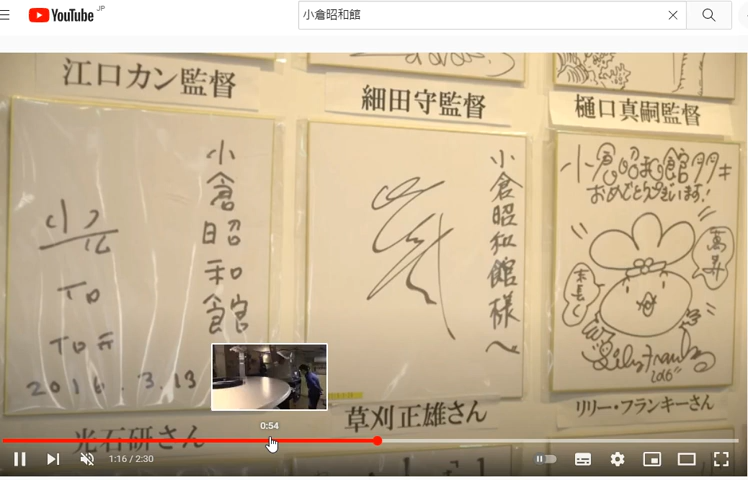 YouTube JP
小倉昭和館
江口カン監督
細田守監督
樋口真嗣監督
小倉昭和館
2016.3.13
光石研さん
小倉昭和館様へ
草刈正雄さん
小倉昭和館77才
おめでとうございます!
2016
リリー・フランキーさん
0:54
1:16 / 2:30